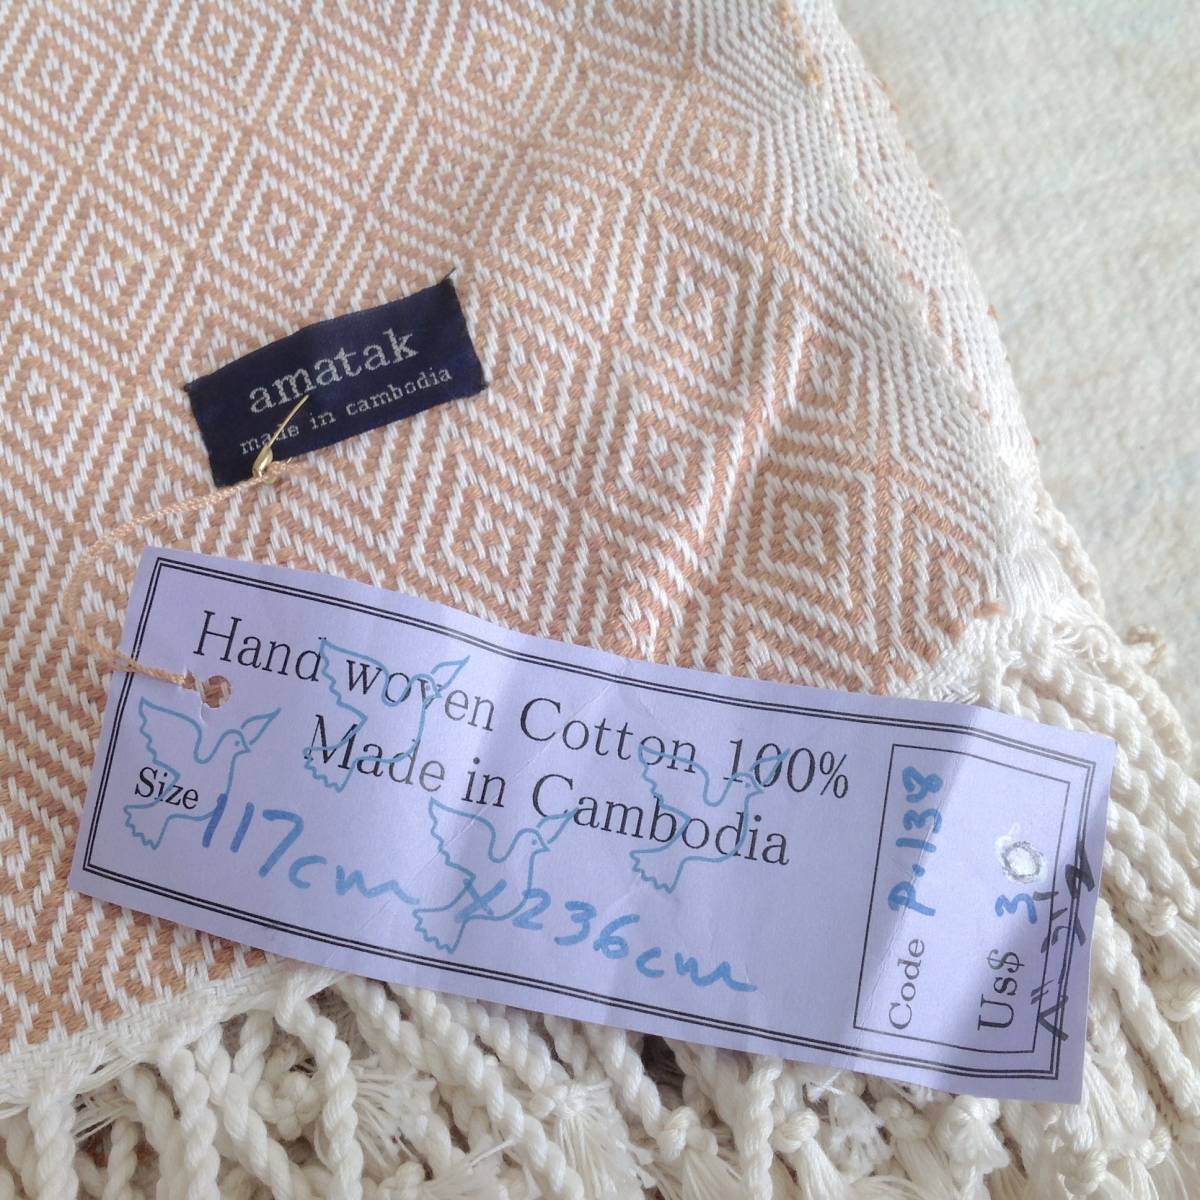 amatak
made in cambodia
Hand woven Cotton 100%
Made in Cambodia
Size 117cm x 236cm
Code P.138
Us$ 30